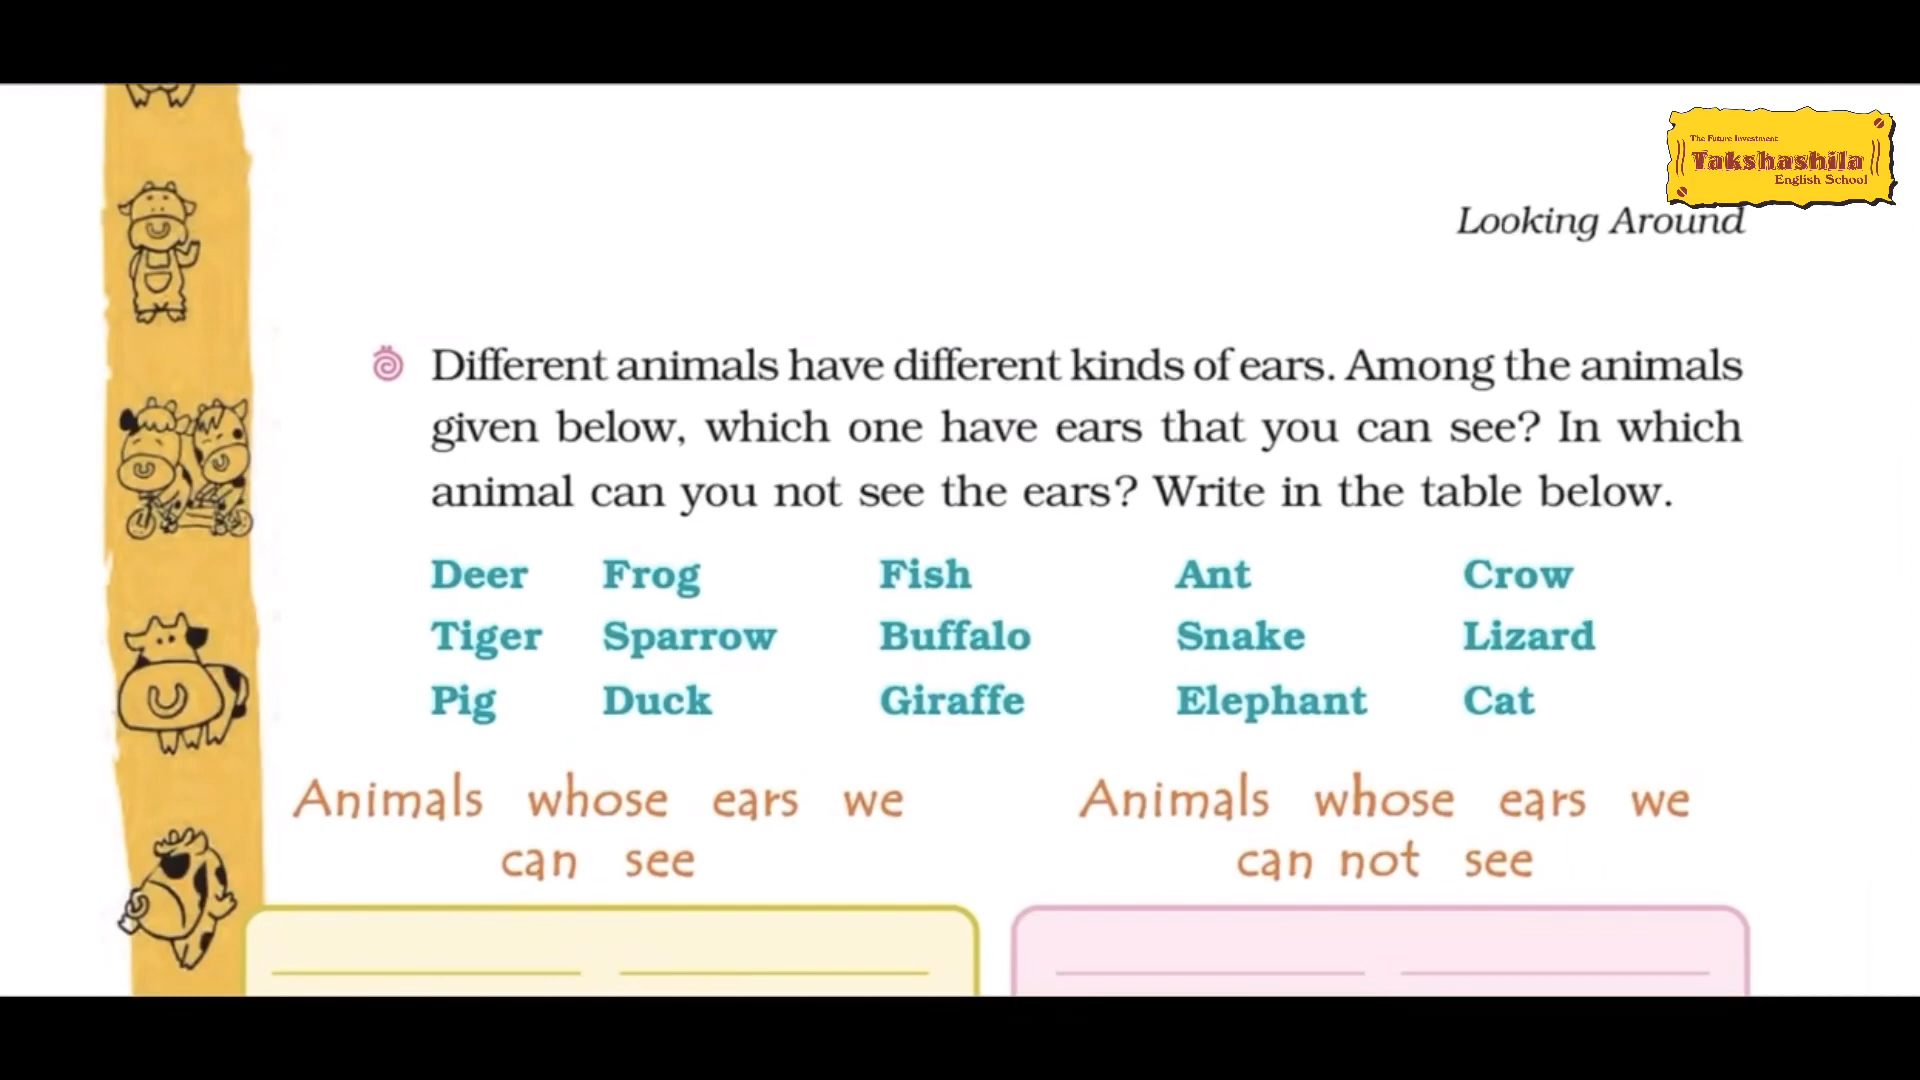 The Future Investment
Takshashila
English School
Looking Around
Different animals have different kinds of ears. Among the animals
given below, which one have ears that you can see? In which
animal can you not see the ears? Write in the table below.
Deer Frog Fish Ant Crow
Tiger Sparrow Buffalo Snake Lizard
Pig Duck Giraffe Elephant Cat
Animals whose ears we
can see
Animals whose ears we
can not see